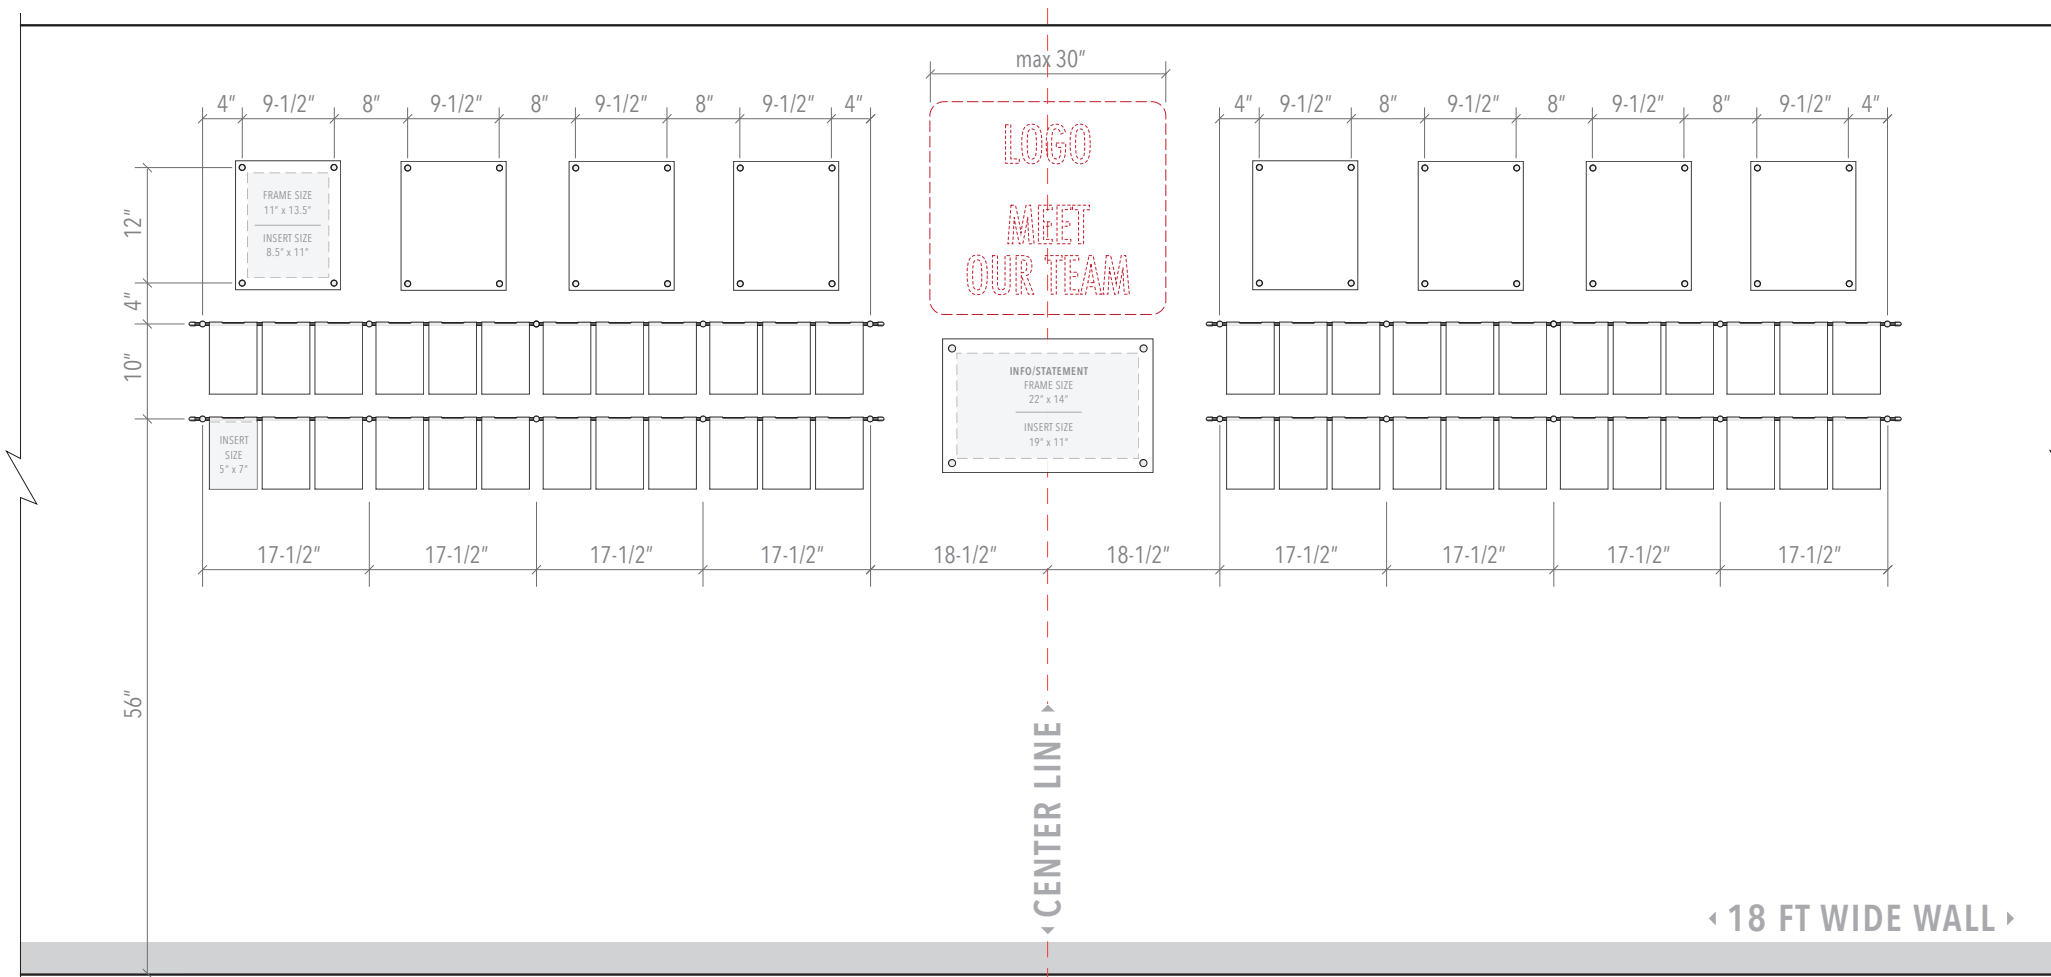 max 30"
4" 9-1/2" 8" 9-1/2" 8" 9-1/2" 8" 9-1/2" 4"
4" 9-1/2" 8" 9-1/2" 8" 9-1/2" 8" 9-1/2" 4"
LOGO
MEET
OUR TEAM
FRAME SIZE
11" x 13.5"
INSERT SIZE
8.5" x 11"
12"
4"
10"
56"
INFO/STATEMENT
FRAME SIZE
22" x 14"
INSERT SIZE
19" x 11"
INSERT
SIZE
5" x 7"
17-1/2" 17-1/2" 17-1/2" 17-1/2" 18-1/2" 18-1/2" 17-1/2" 17-1/2" 17-1/2" 17-1/2"
CENTER LINE
18 FT WIDE WALL